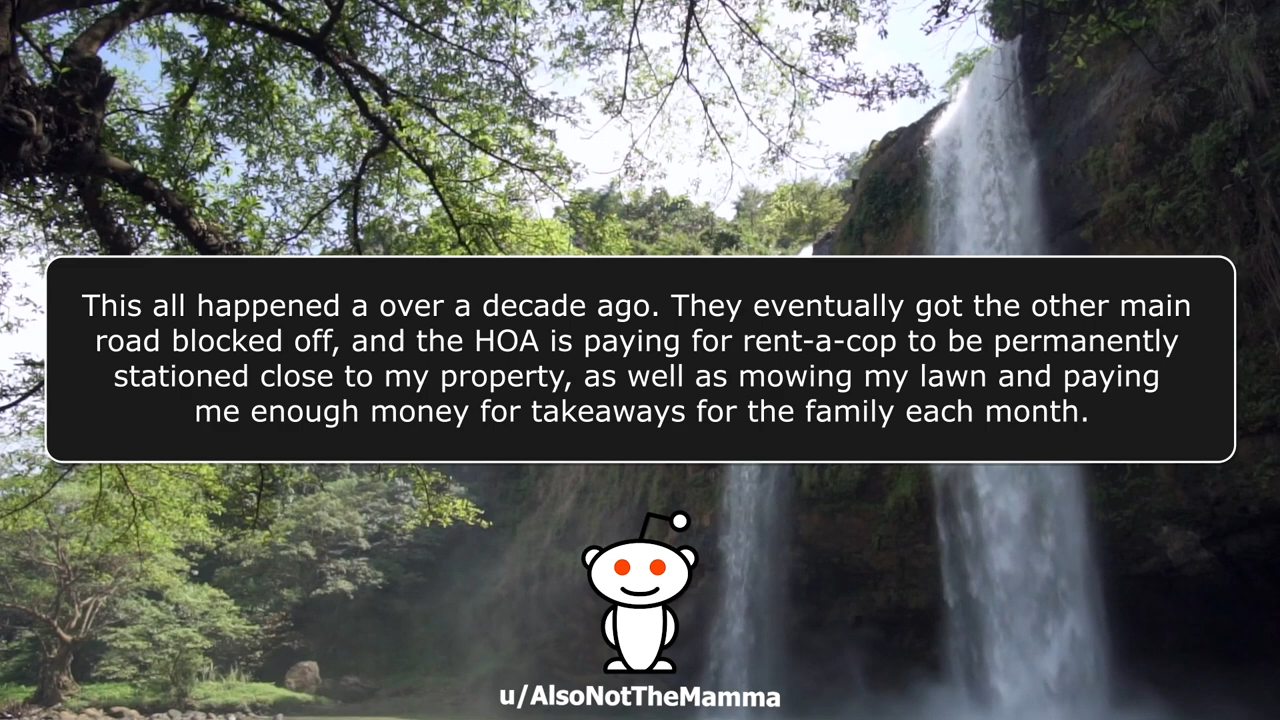 This all happened a over a decade ago. They eventually got the other main
road blocked off, and the HOA is paying for rent-a-cop to be permanently
stationed close to my property, as well as mowing my lawn and paying
me enough money for takeaways for the family each month.
u/AlsoNotTheMamma